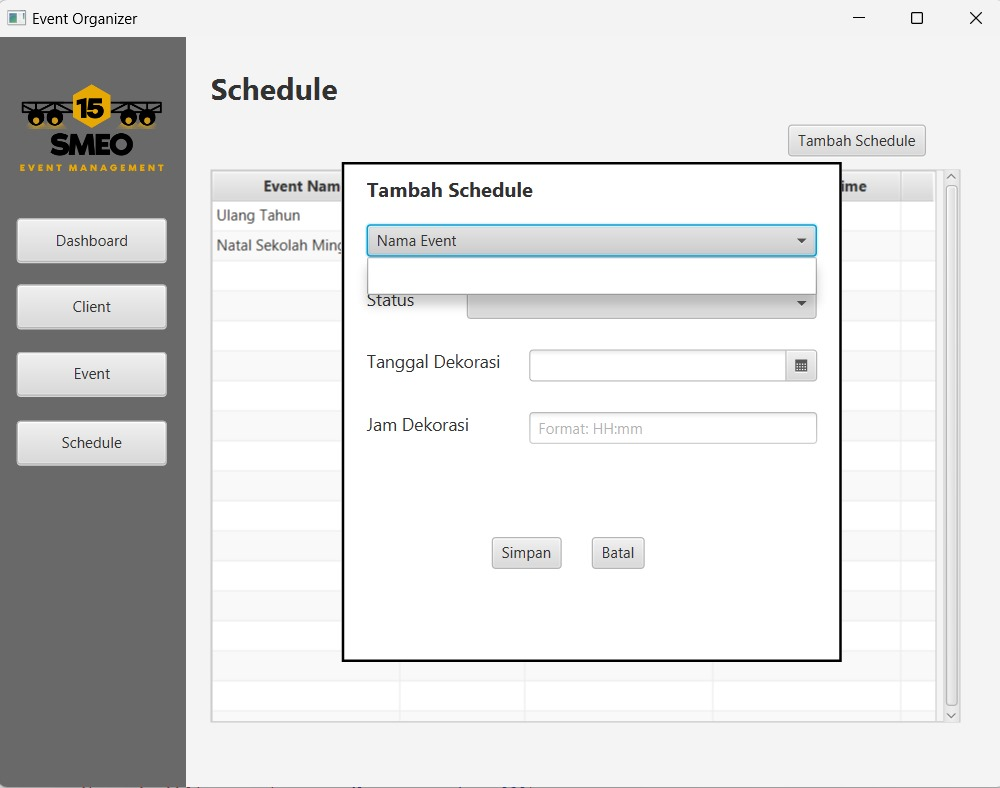 Event Organizer
15
SMEO
EVENT MANAGEMENT
Dashboard
Client
Event
Schedule
Schedule
Tambah Schedule
Event Nam
ime
Ulang Tahun
Natal Sekolah Ming
Tambah Schedule
Nama Event
Status
Tanggal Dekorasi
Jam Dekorasi
Format: HH:mm
Simpan
Batal